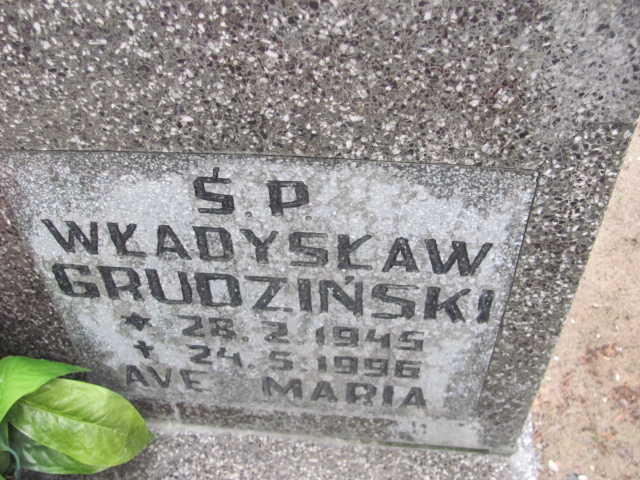 Ś.P.
WŁADYSŁAW
GRUDZIŃSKI
* 28.2.1945
+ 24.5.1996
AVE MARIA